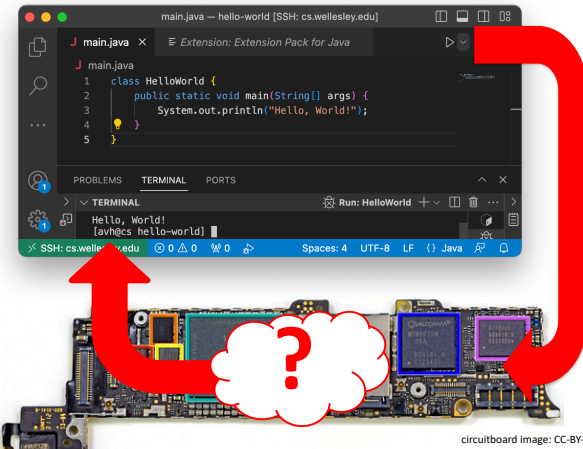 main.java — hello-world [SSH: cs.wellesley.edu]
J main.java × Extension: Extension Pack for Java
J main.java
1 class HelloWorld {
2 public static void main(String[] args) {
3 System.out.println("Hello, World!");
4 }
5 }
PROBLEMS TERMINAL PORTS
TERMINAL
Run: HelloWorld
Hello, World!
[avh@cs hello-world]
1
1
SSH: cs.wellesley.edu 0 0 0 Spaces: 4 UTF-8 LF {} Java
?
QUALCOMM
circuitboard image: CC-BY-